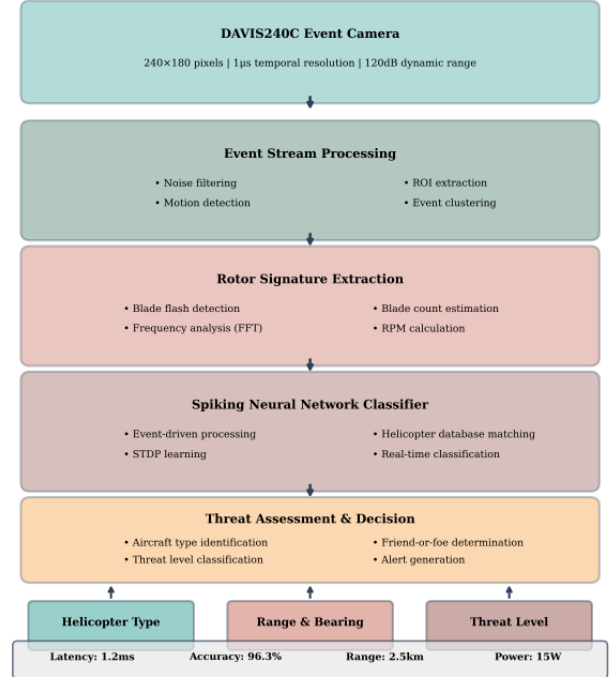 DAVIS240C Event Camera
240×180 pixels | 1μs temporal resolution | 120dB dynamic range
Event Stream Processing
• Noise filtering • ROI extraction
• Motion detection • Event clustering
Rotor Signature Extraction
• Blade flash detection • Blade count estimation
• Frequency analysis (FFT) • RPM calculation
Spiking Neural Network Classifier
• Event-driven processing • Helicopter database matching
• STDP learning • Real-time classification
Threat Assessment & Decision
• Aircraft type identification • Friend-or-foe determination
• Threat level classification • Alert generation
Helicopter Type Range & Bearing Threat Level
Latency: 1.2ms Accuracy: 96.3% Range: 2.5km Power: 15W